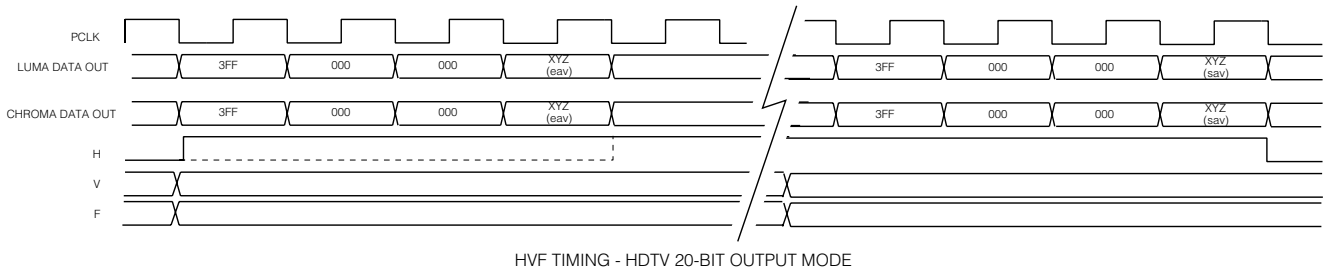 PCLK
LUMA DATA OUT 3FF 000 000 XYZ (eav) 3FF 000 000 XYZ (sav)
CHROMA DATA OUT 3FF 000 000 XYZ (eav) 3FF 000 000 XYZ (sav)
H
V
F
HVF TIMING - HDTV 20-BIT OUTPUT MODE